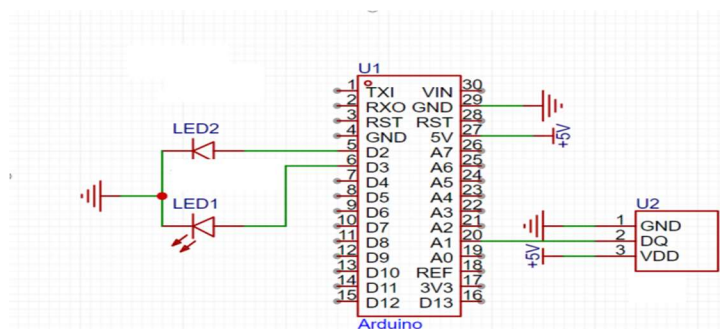 U1
1 TXI VIN 30
2 RXO GND 29
3 RST RST 28
4 GND 5V 27
5 D2 A7 26
6 D3 A6 25
7 D4 A5 24
8 D5 A4 23
9 D6 A3 22
10 D7 A2 21
11 D8 A1 20
12 D9 A0 19
13 D10 REF 18
14 D11 3V3 17
15 D12 D13 16
Arduino
LED2
LED1
+5V
U2
1 GND
2 DQ
3 VDD
+5V